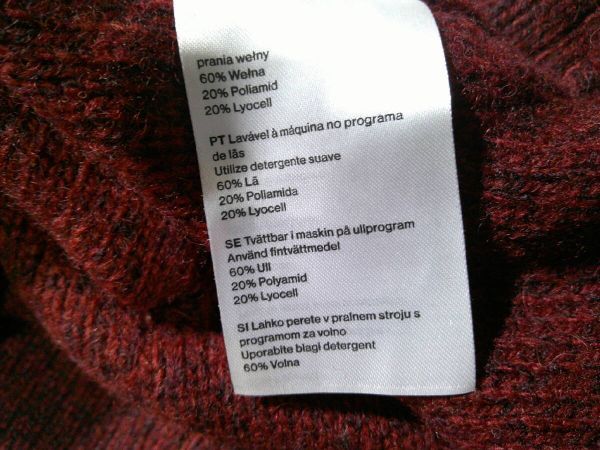 prania wełny
60% Wełna
20% Poliamid
20% Lyocell
PT Lavável à máquina no programa
de lãs
Utilize detergente suave
60% Lã
20% Poliamida
20% Lyocell
SE Tvättbar i maskin på ullprogram
Använd fintvättmedel
60% Ull
20% Polyamid
20% Lyocell
SI Lahko perete v pralnem stroju s
programom za volno
Uporabite blagi detergent
60% Volna